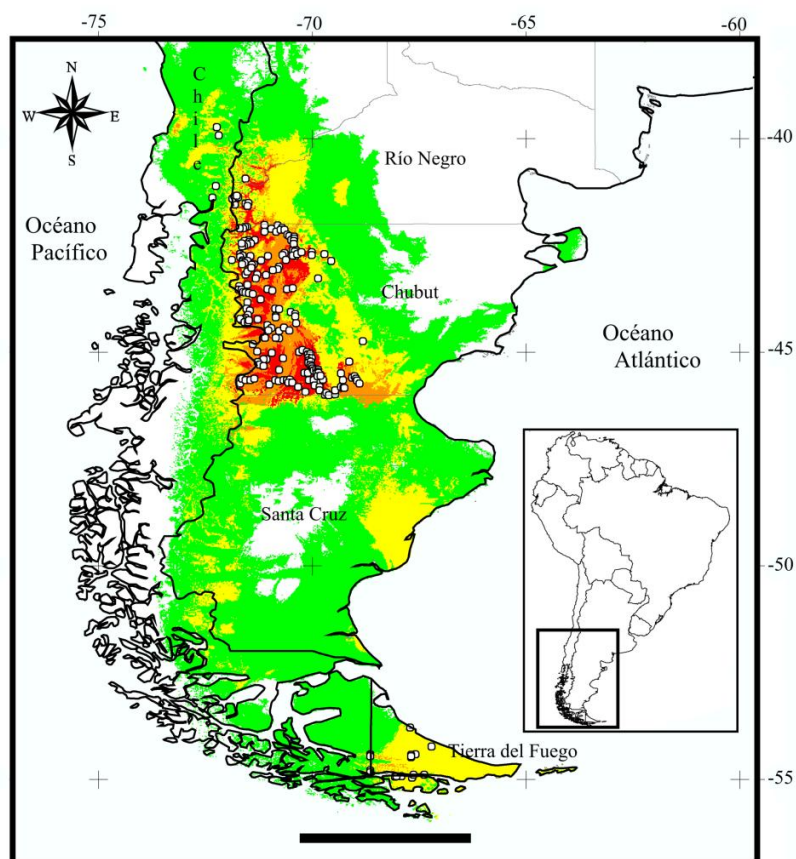 -75 -70 -65 -60
N
W E
S
Chile
-40
Río Negro
Océano
Pacífico
Chubut
Océano
Atlántico
-45
Santa Cruz
-50
Tierra del Fuego
-55